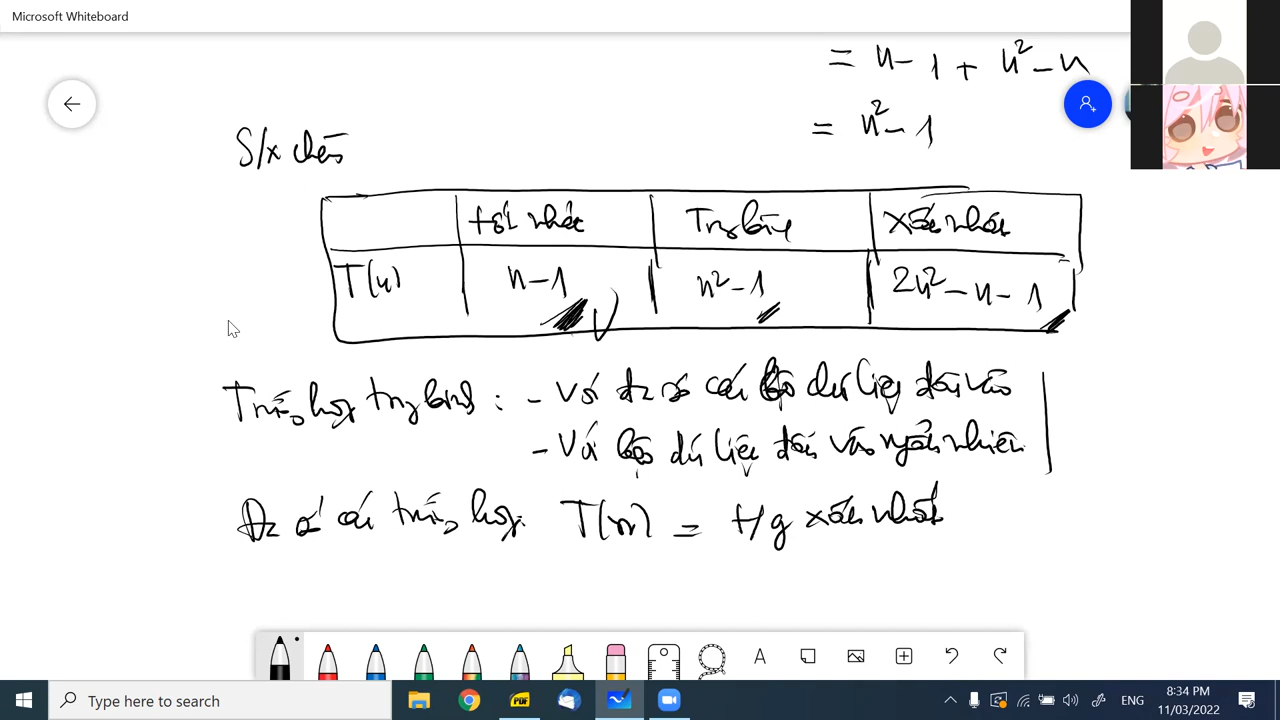 Microsoft Whiteboard
= n - 1 + n² - n
= n² - 1
S/x chèn
tốt nhất Trg bình xấu nhất
T(n) n - 1 n² - 1 2n² - n - 1
Trường hợp trung bình : - Với đa số các bộ dữ liệu đầu vào
- Với bộ dữ liệu đầu vào ngẫu nhiên
Đa số các trường hợp: T(n) = t/g xấu nhất
Type here to search
ENG
8:34 PM
11/03/2022